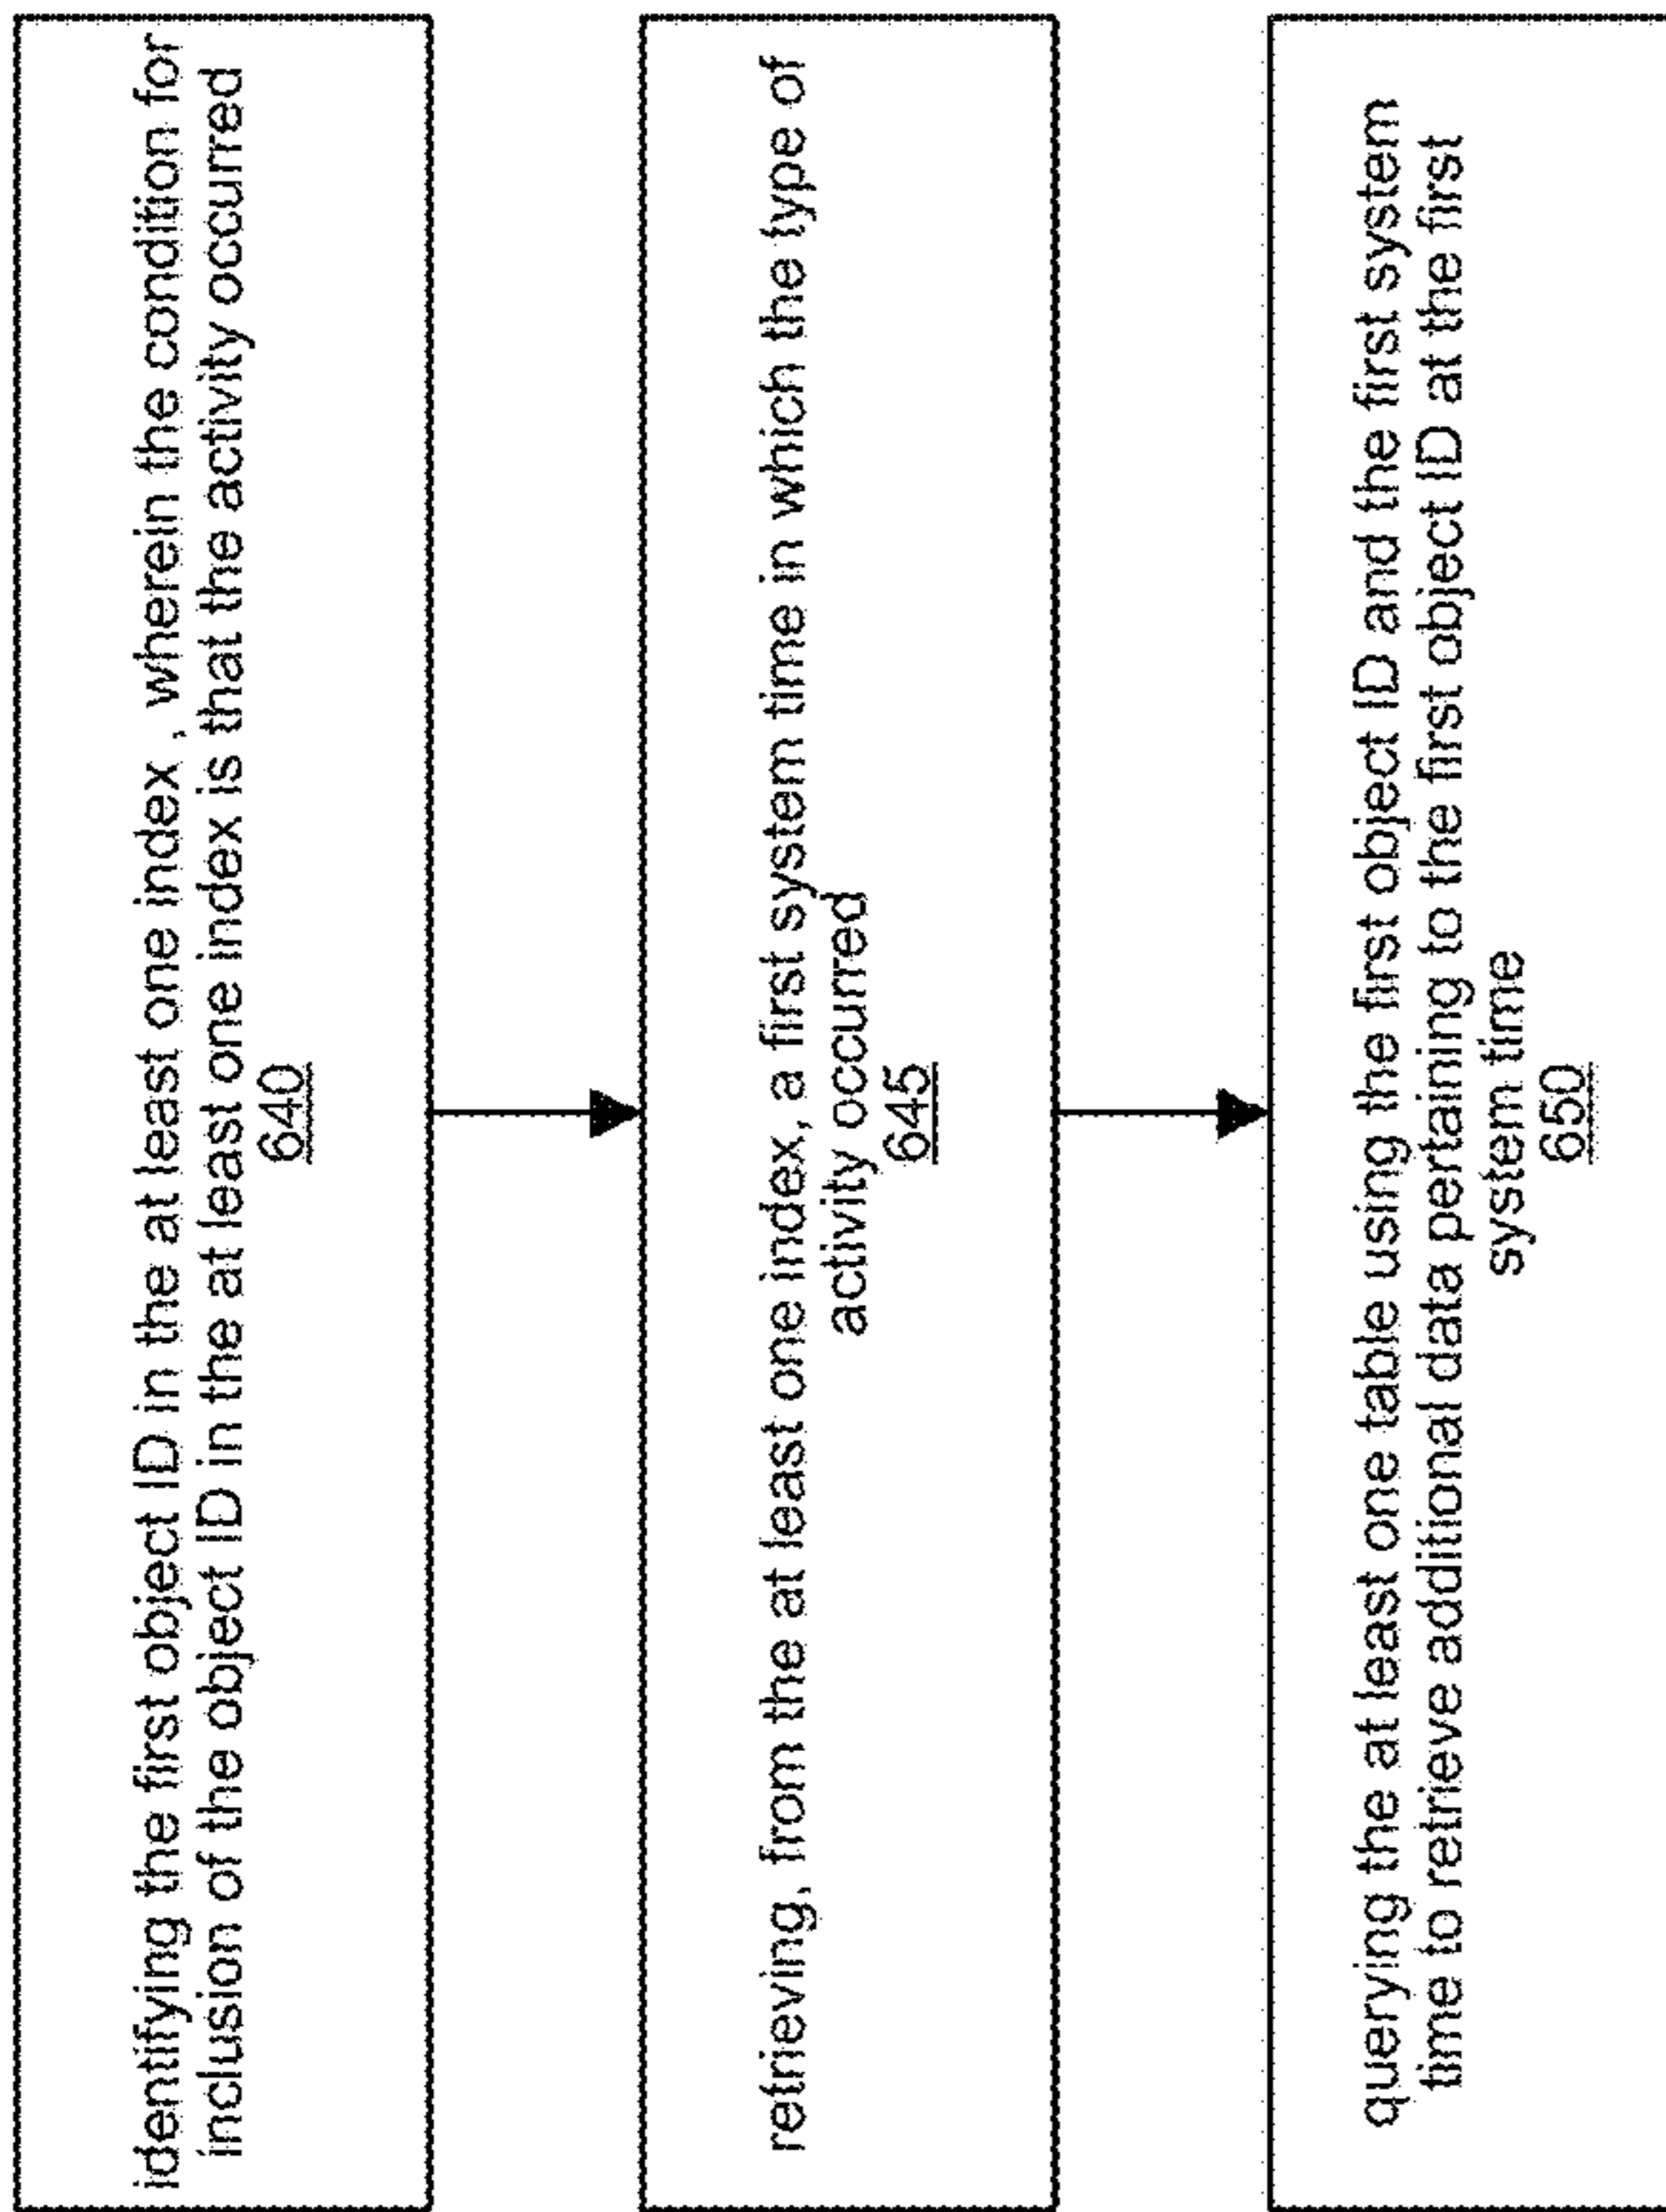 identifying the first object ID in the at least one index , wherein the condition for
inclusion of the object ID in the at least one index is that the activity occurred
640
retrieving, from the at least one index, a first system time in which the type of
activity occurred
645
querying the at least one table using the first object ID and the first system
time to retrieve additional data pertaining to the first object ID at the first
system time
650